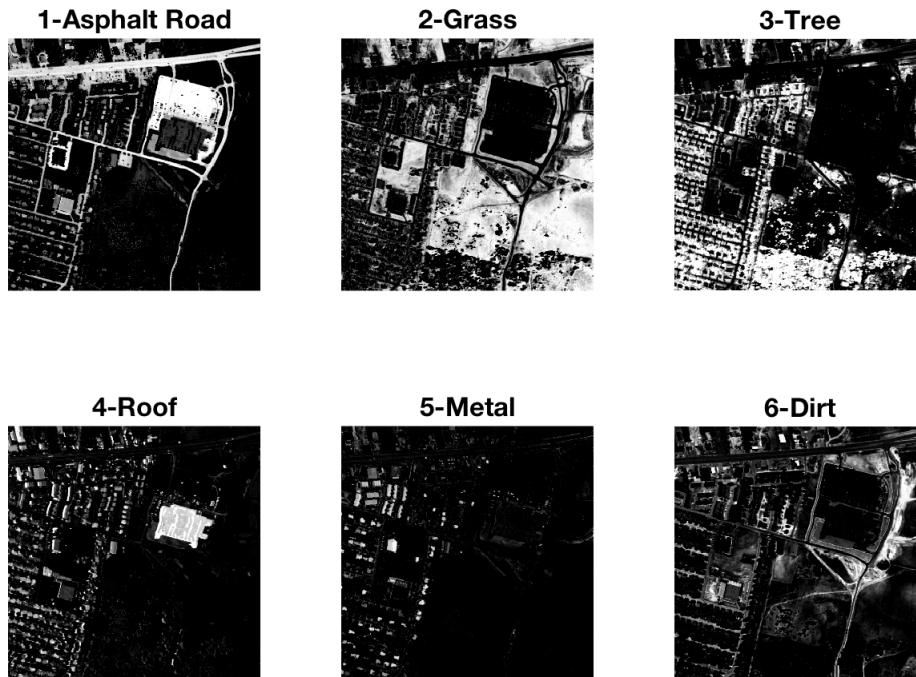 1-Asphalt Road
2-Grass
3-Tree
4-Roof
5-Metal
6-Dirt